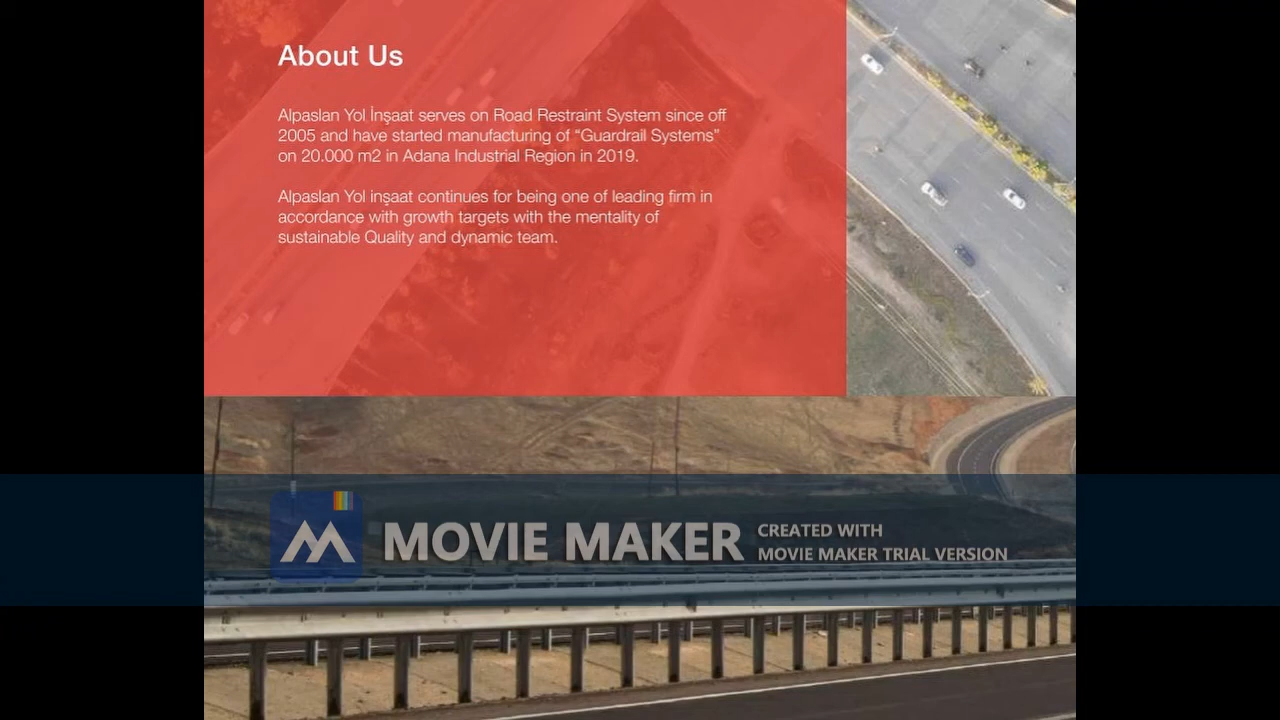 About Us
Alpaslan Yol İnşaat serves on Road Restraint System since off
2005 and have started manufacturing of “Guardrail Systems”
on 20.000 m2 in Adana Industrial Region in 2019.
Alpaslan Yol inşaat continues for being one of leading firm in
accordance with growth targets with the mentality of
sustainable Quality and dynamic team.
MOVIE MAKER
CREATED WITH
MOVIE MAKER TRIAL VERSION